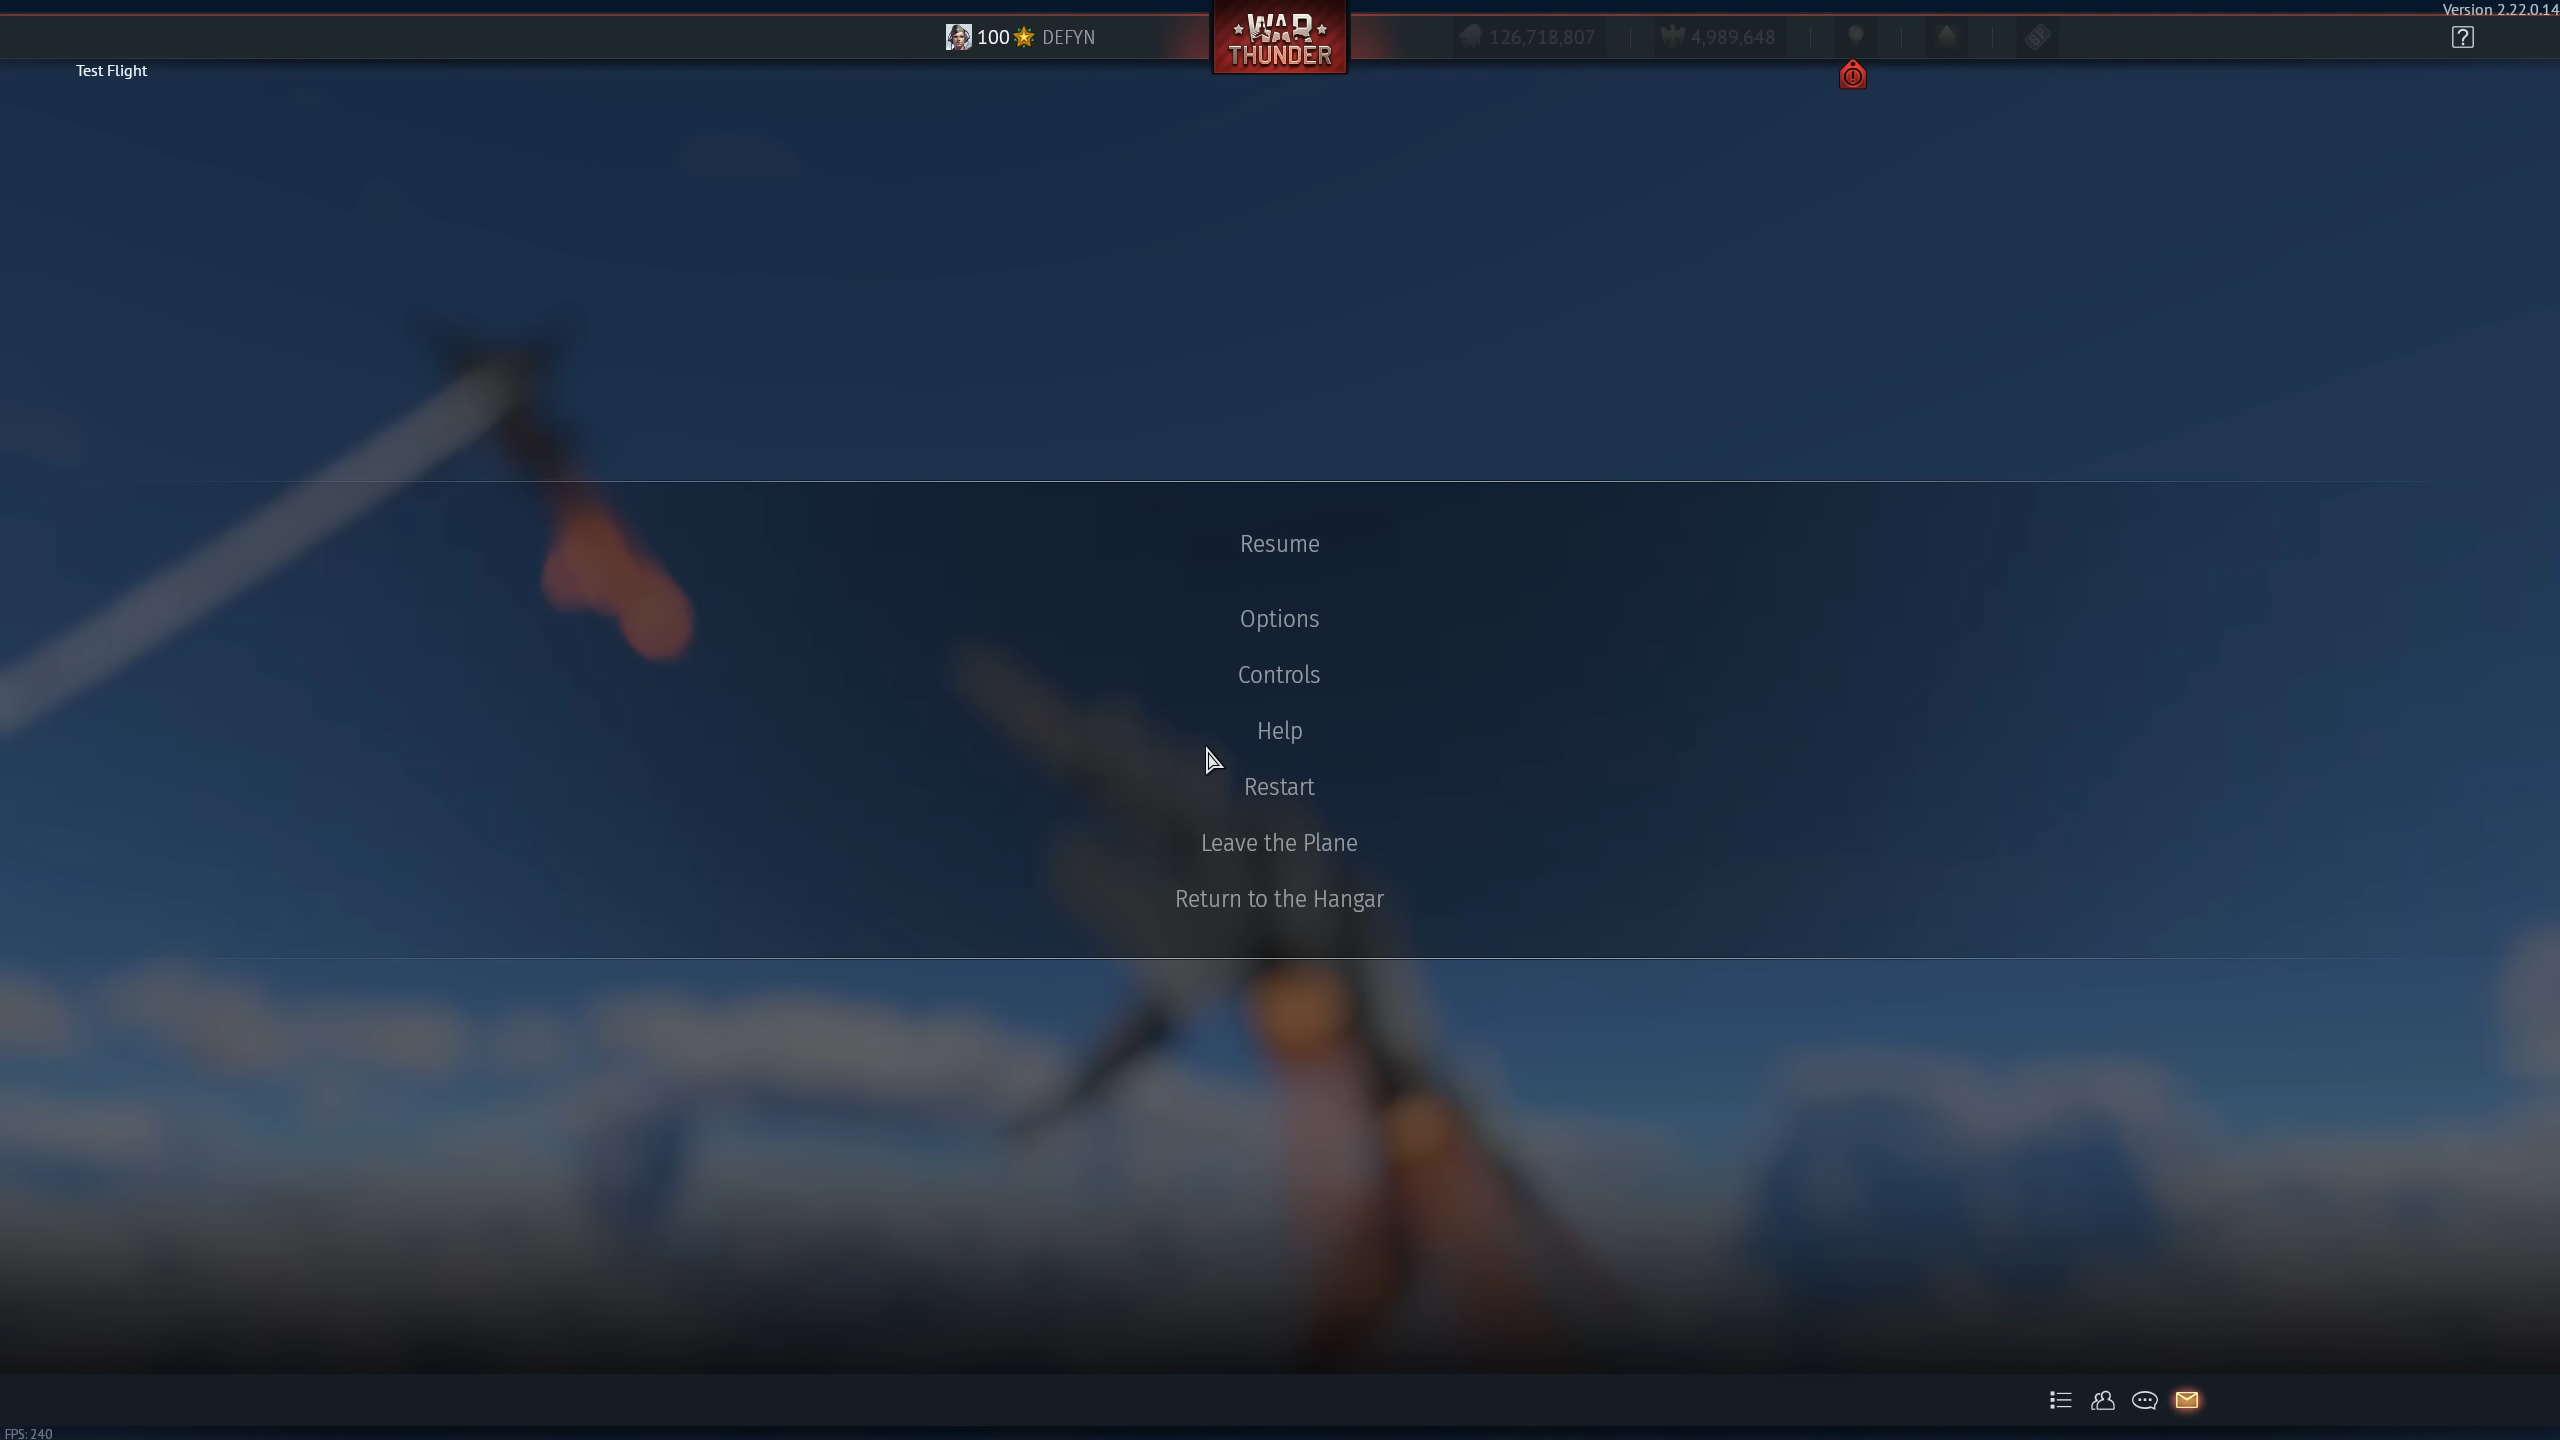 Version 2.22.0.14
100 DEFYN
WAR
THUNDER
126,718,807
4,989,648
Test Flight
Resume
Options
Controls
Help
Restart
Leave the Plane
Return to the Hangar
FPS: 240